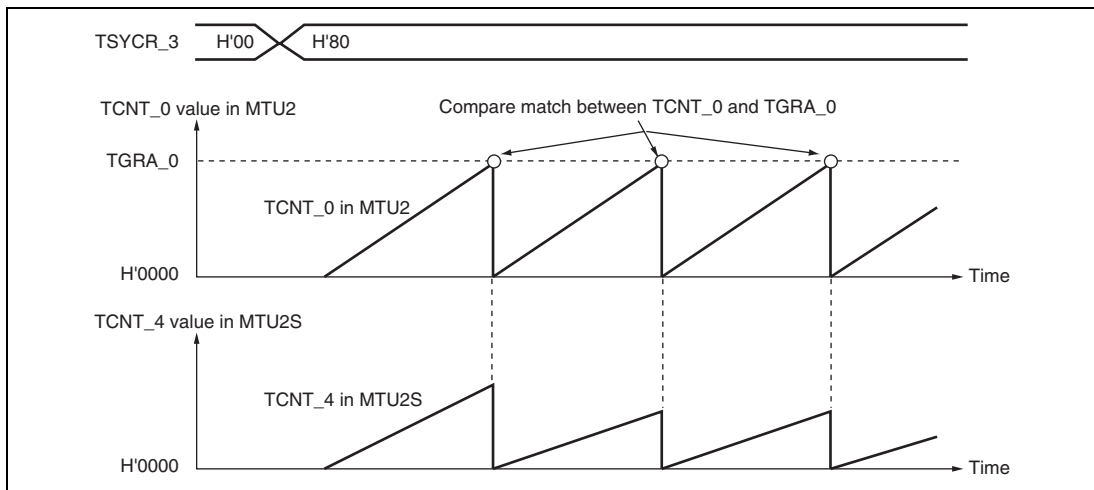 TSYCR_3 H'00 H'80
TCNT_0 value in MTU2
Compare match between TCNT_0 and TGRA_0
TGRA_0
TCNT_0 in MTU2
H'0000
Time
TCNT_4 value in MTU2S
TCNT_4 in MTU2S
H'0000
Time